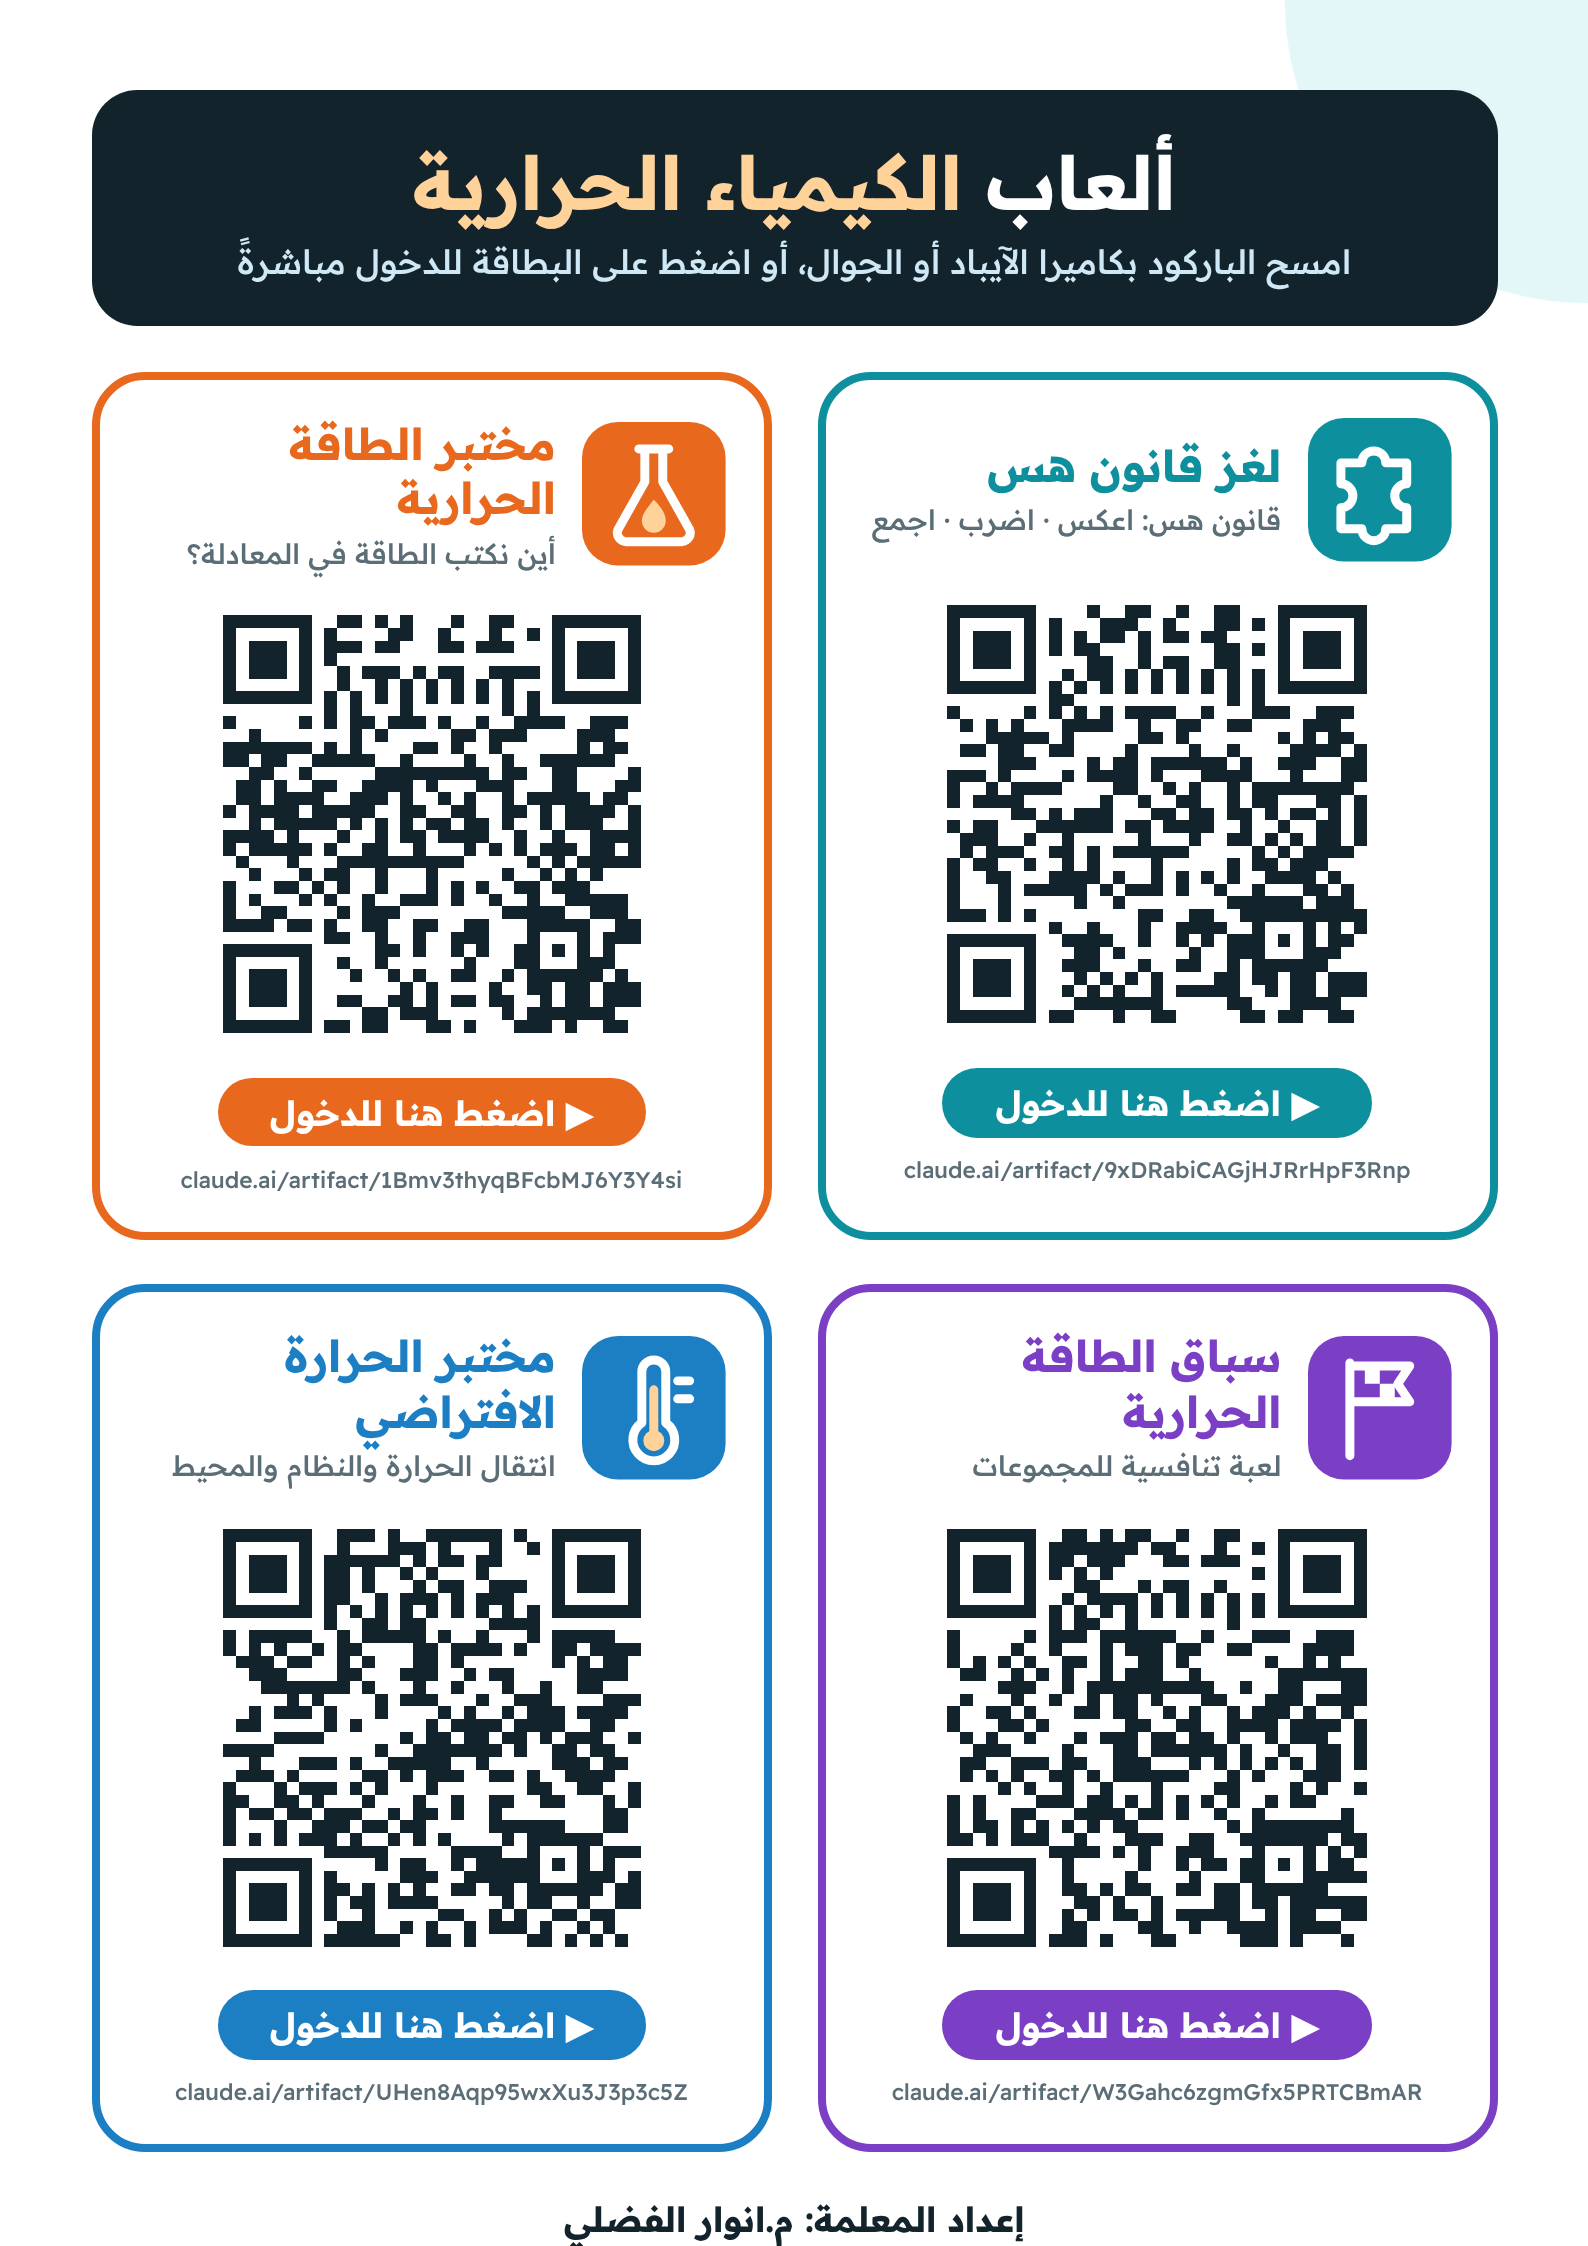 ألعاب الكيمياء الحرارية
امسح الباركود بكاميرا الآيباد أو الجوال، أو اضغط على البطاقة للدخول مباشرةً
لغز قانون هس
قانون هس: اعكس · اضرب · اجمع
▶ اضغط هنا للدخول
claude.ai/artifact/9xDRabiCAGjHJRrHpF3Rnp
مختبر الطاقة
الحرارية
أين نكتب الطاقة في المعادلة؟
▶ اضغط هنا للدخول
claude.ai/artifact/1Bmv3thyqBFcbMJ6Y3Y4si
سباق الطاقة
الحرارية
لعبة تنافسية للمجموعات
▶ اضغط هنا للدخول
claude.ai/artifact/W3Gahc6zgmGfx5PRTCBmAR
مختبر الحرارة
الافتراضي
انتقال الحرارة والنظام والمحيط
▶ اضغط هنا للدخول
claude.ai/artifact/UHen8Aqp95wxXu3J3p3c5Z
إعداد المعلمة: م.انوار الفضلي